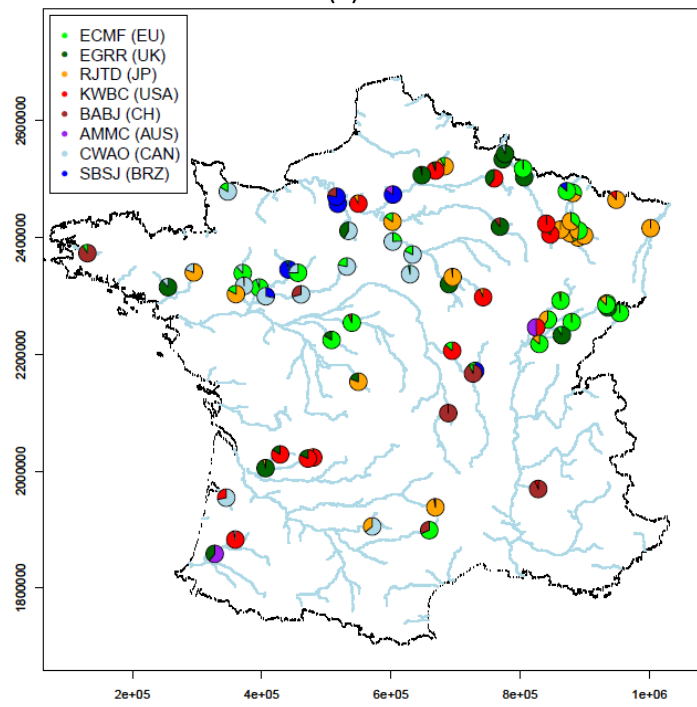 ECMF (EU)
EGRR (UK)
RJTD (JP)
KWBC (USA)
BABJ (CH)
AMMC (AUS)
CWAO (CAN)
SBSJ (BRZ)
2600000
2400000
2200000
2000000
1800000
2e+05 4e+05 6e+05 8e+05 1e+06